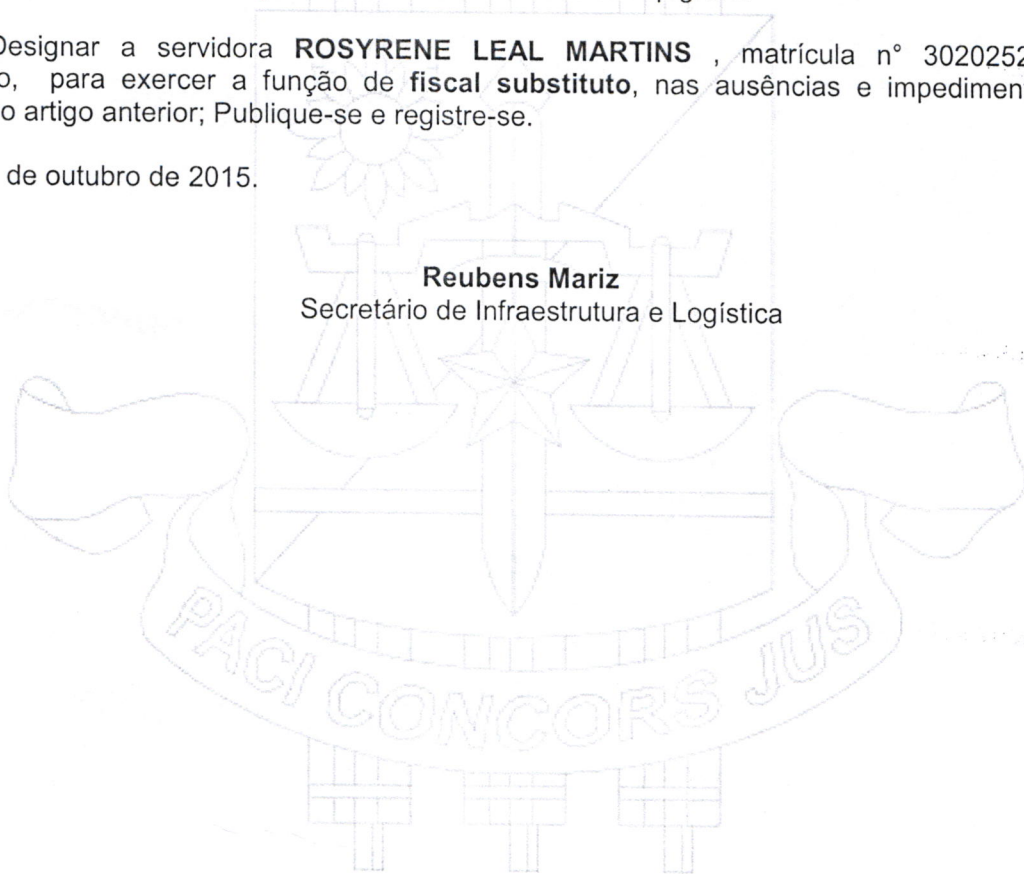 Designar a servidora ROSYRENE LEAL MARTINS , matrícula n° 3020252
o, para exercer a função de fiscal substituto, nas ausências e impedimen
o artigo anterior; Publique-se e registre-se.
de outubro de 2015.
Reubens Mariz
Secretário de Infraestrutura e Logística
PACI CONCORS JUS